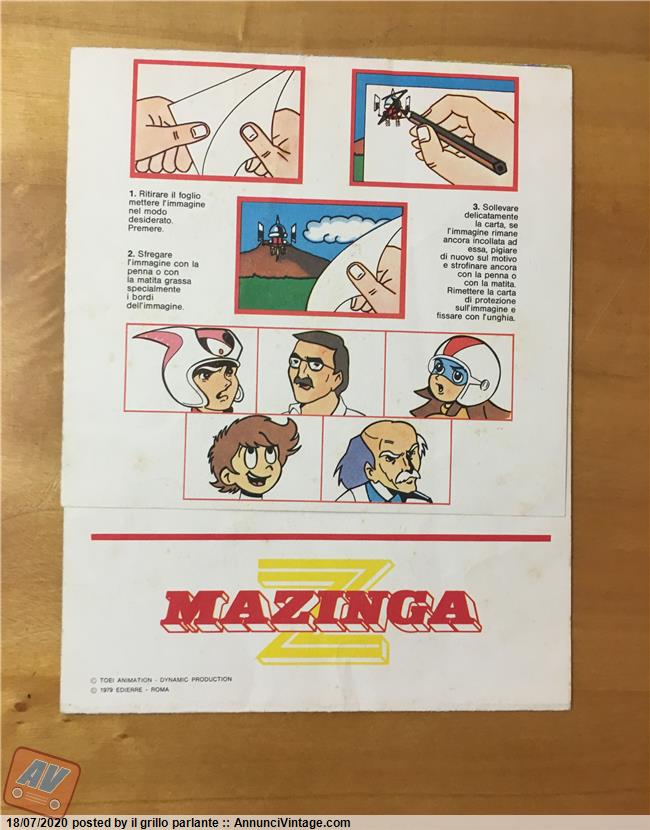 1. Ritirare il foglio
mettere l'immagine
nel modo
desiderato.
Premere.
2. Sfregare
l'immagine con la
penna o con
la matita grassa
specialmente
i bordi
dell'immagine.
3. Sollevare
delicatamente
la carta, se
l'immagine rimane
ancora incollata ad
essa, pigiare
di nuovo sul motivo
e strofinare ancora
con la penna o
con la matita.
Rimettere la carta
di protezione
sull'immagine e
fissare con l'unghia.
MAZINGA
Z
© TOEI ANIMATION - DYNAMIC PRODUCTION
© 1979 EDIERRE - ROMA
AV
18/07/2020 posted by il grillo parlante :: AnnunciVintage.com